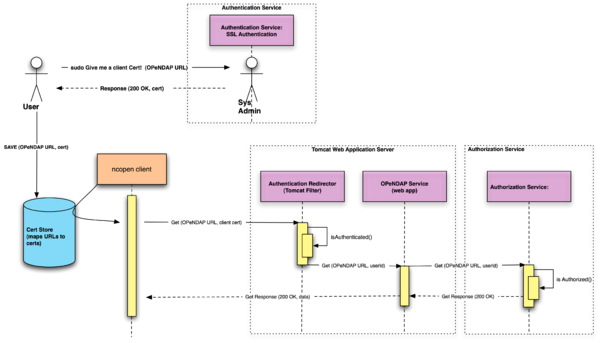 Authentication Service
Authentication Service:
SSL Authentication
sudo Give me a client Cert!  (OPeNDAP URL)
Response (200 OK, cert)
User
Sys
Admin
SAVE (OPeNDAP URL, cert)
ncopen client
Tomcat Web Application Server
Authorization Service
Authentication Redirector
(Tomcat Filter)
OPeNDAP Service
(web app)
Authorization Service:
Cert Store
(maps URLs to
certs)
Get (OPeNDAP URL, client cert)
isAuthenticated()
Get (OPeNDAP URL, userId)
Get (OPeNDAP URL, userId)
is Authorized()
Get Response (200 OK, data)
Get Response (200 OK)